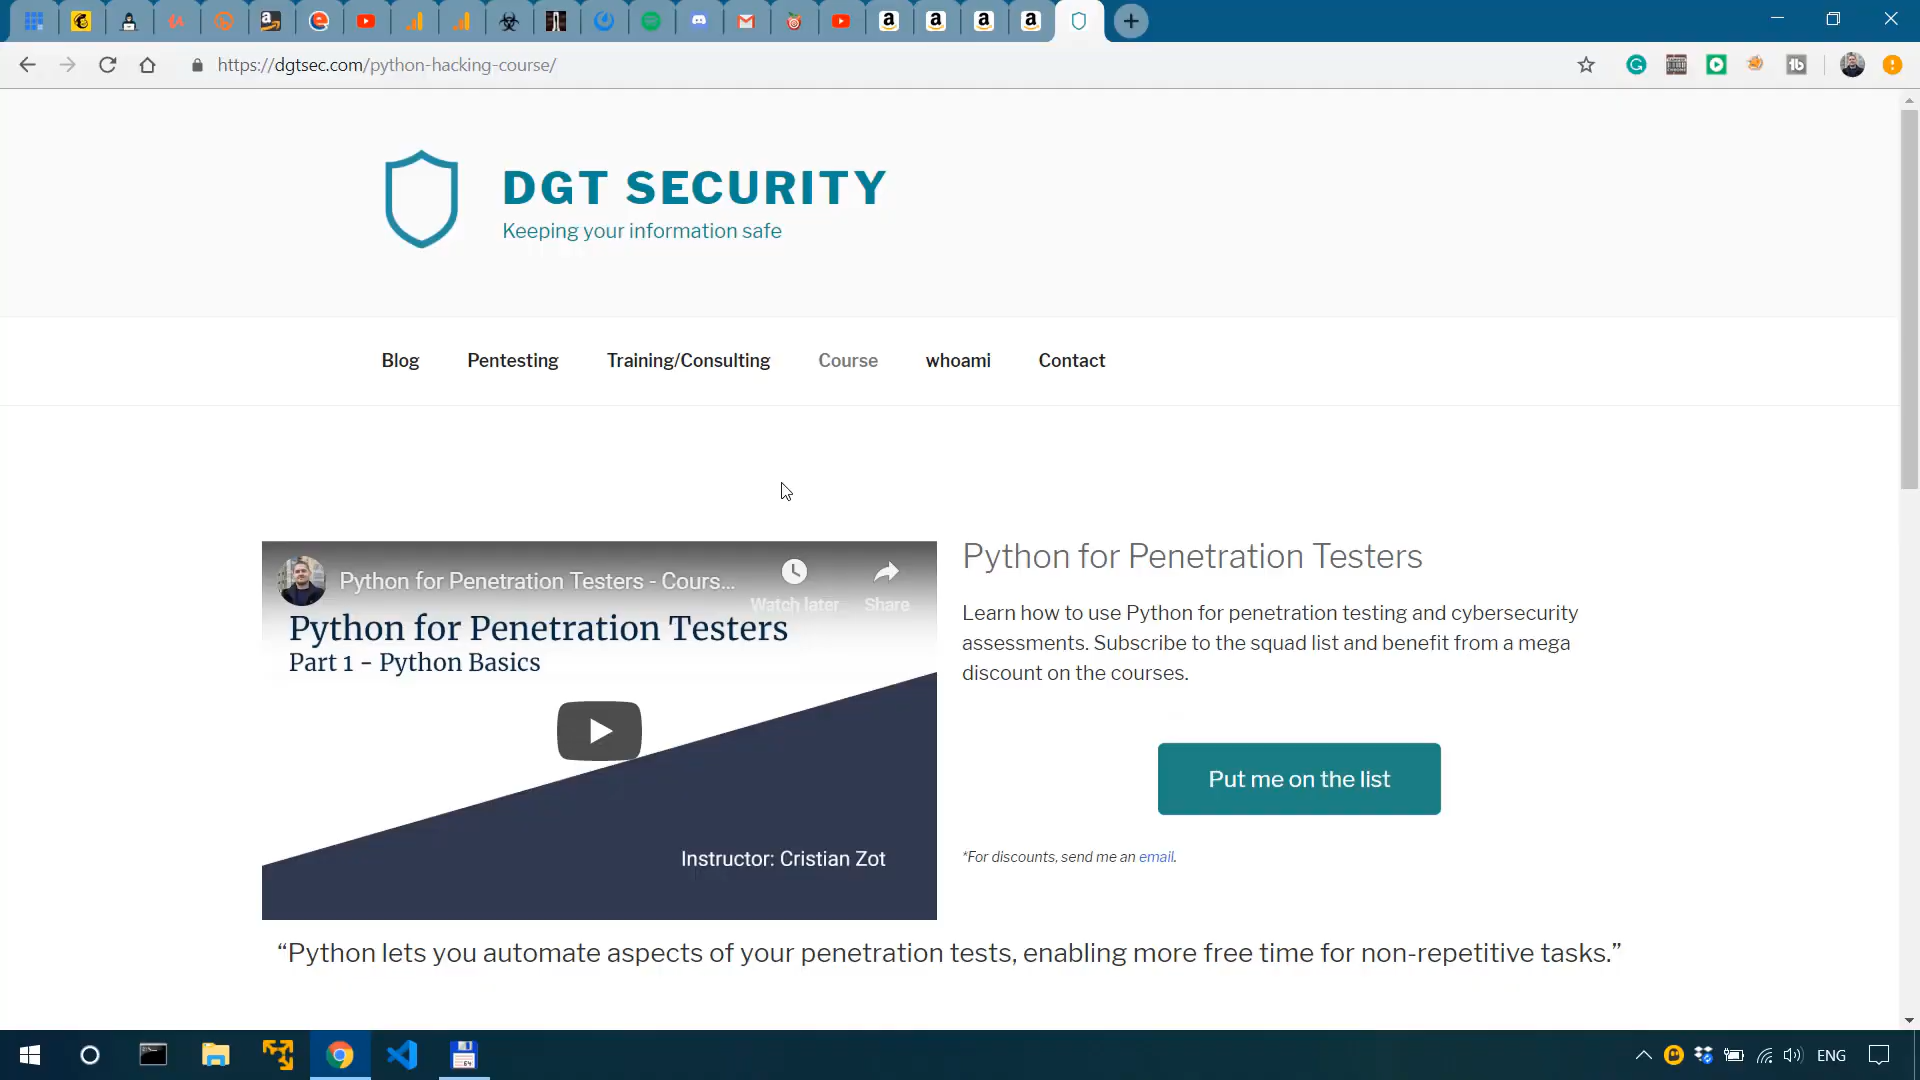 https://dgtsec.com/python-hacking-course/
DGT SECURITY
Keeping your information safe
Blog
Pentesting
Training/Consulting
Course
whoami
Contact
Python for Penetration Testers - Cours...
Watch later
Share
Python for Penetration Testers
Part 1 - Python Basics
Instructor: Cristian Zot
Python for Penetration Testers
Learn how to use Python for penetration testing and cybersecurity
assessments. Subscribe to the squad list and benefit from a mega
discount on the courses.
Put me on the list
*For discounts, send me an email.
“Python lets you automate aspects of your penetration tests, enabling more free time for non-repetitive tasks.”
64
ENG